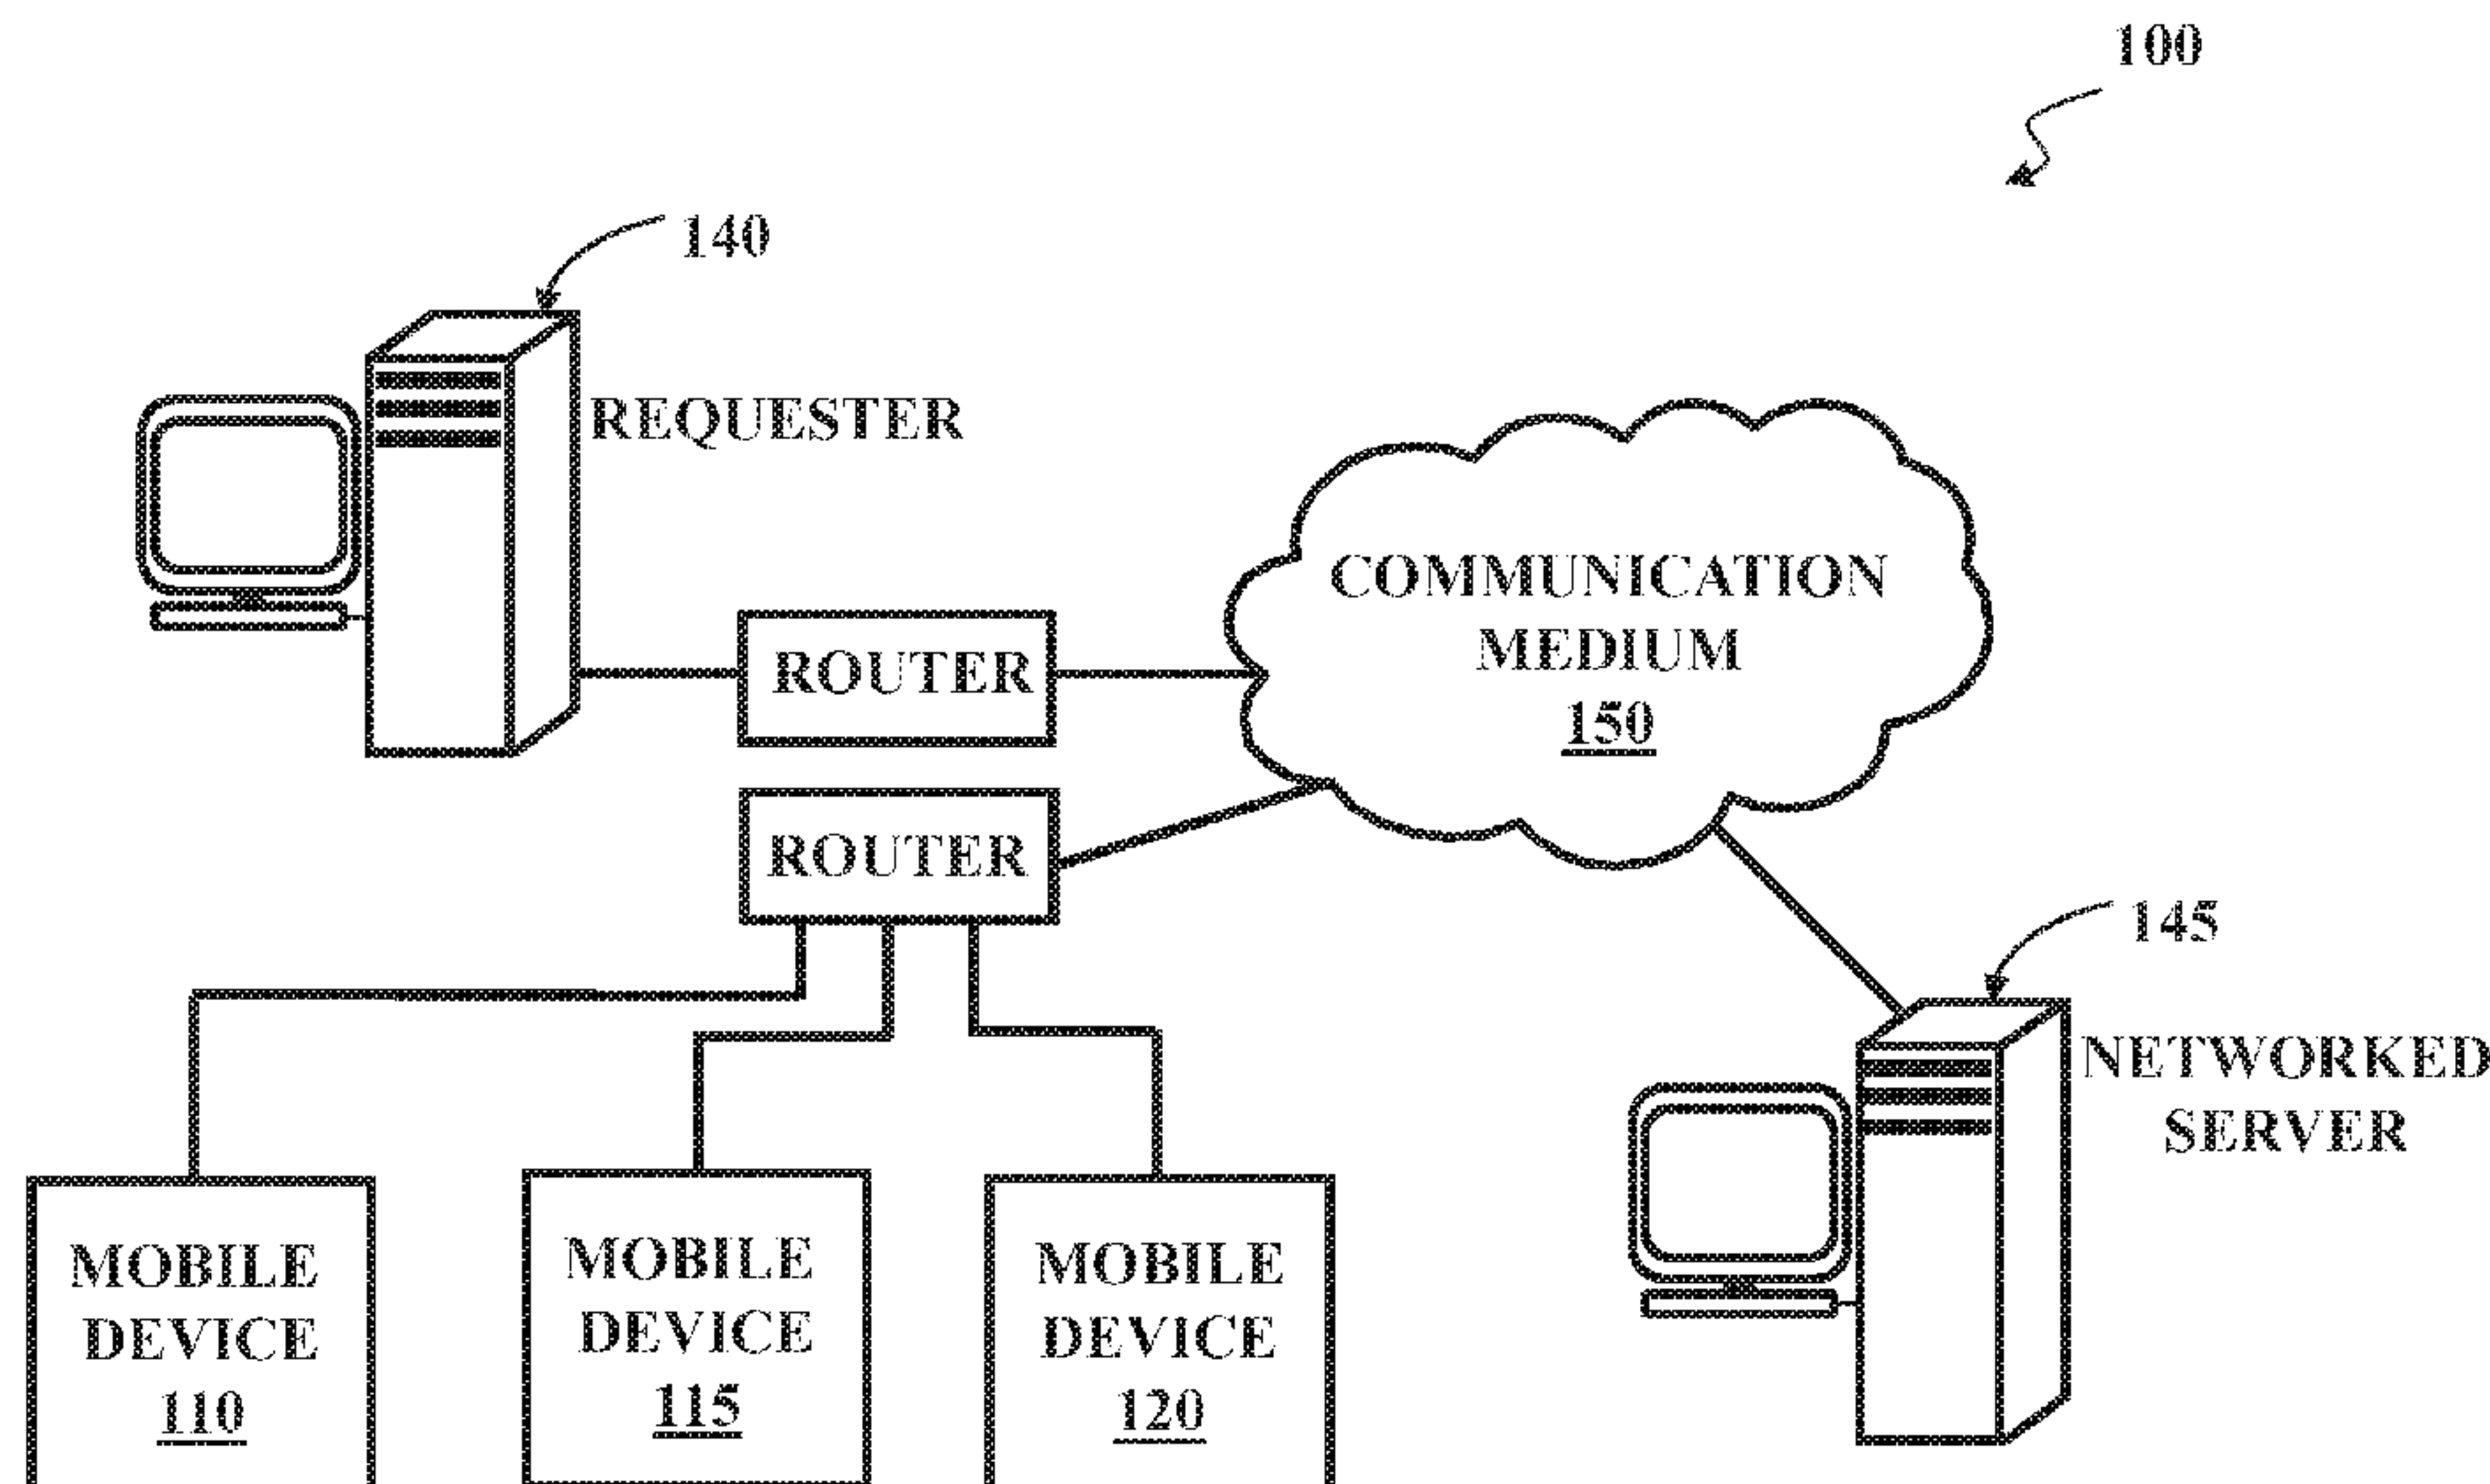 100
140
REQUESTER
COMMUNICATION
MEDIUM
150
ROUTER
ROUTER
145
NETWORKED
SERVER
MOBILE
DEVICE
110
MOBILE
DEVICE
115
MOBILE
DEVICE
120